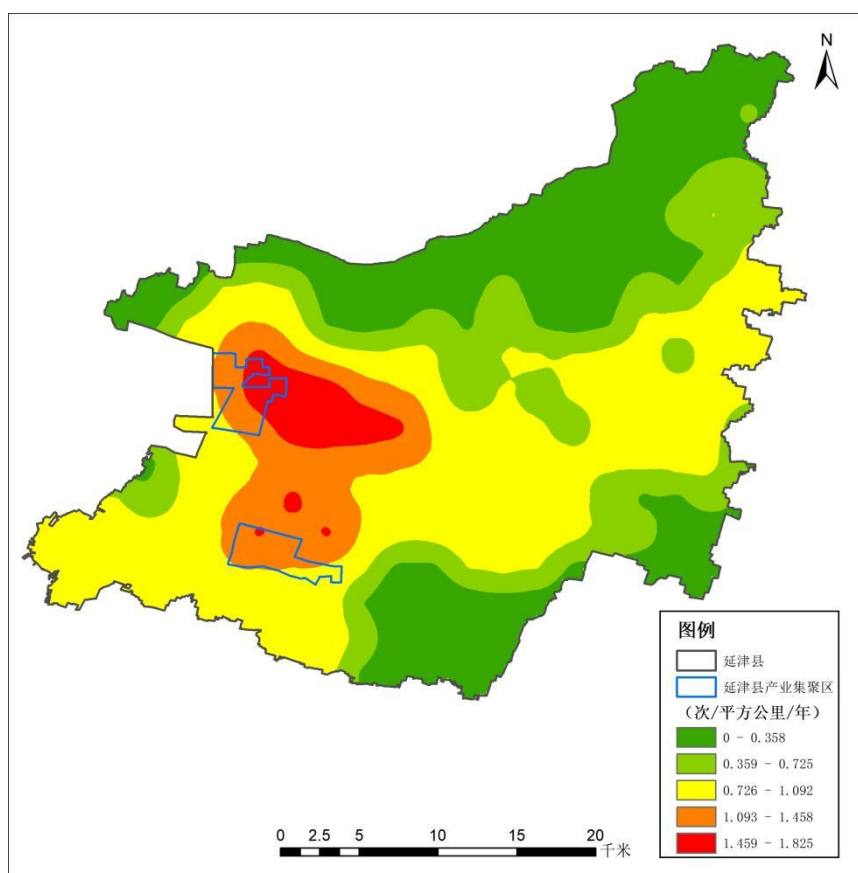 N
图例
延津县
延津县产业集聚区
（次/平方公里/年）
0 - 0.358
0.359 - 0.725
0.726 - 1.092
1.093 - 1.458
1.459 - 1.825
0 2.5 5 10 15 20
千米